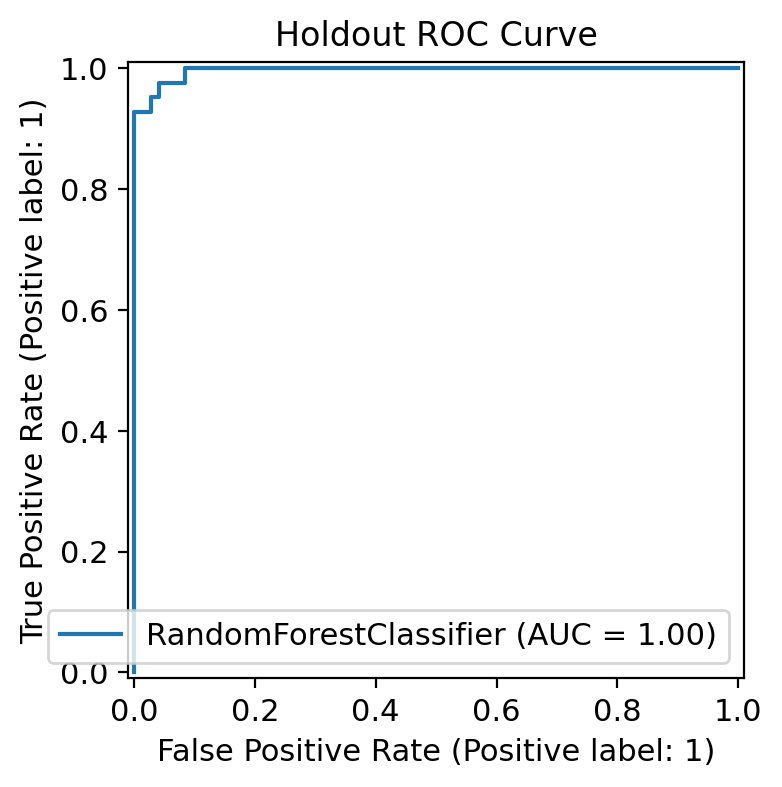 Holdout ROC Curve
True Positive Rate (Positive label: 1)
1.0
0.8
0.6
0.4
0.2
0.0
RandomForestClassifier (AUC = 1.00)
0.0 0.2 0.4 0.6 0.8 1.0
False Positive Rate (Positive label: 1)